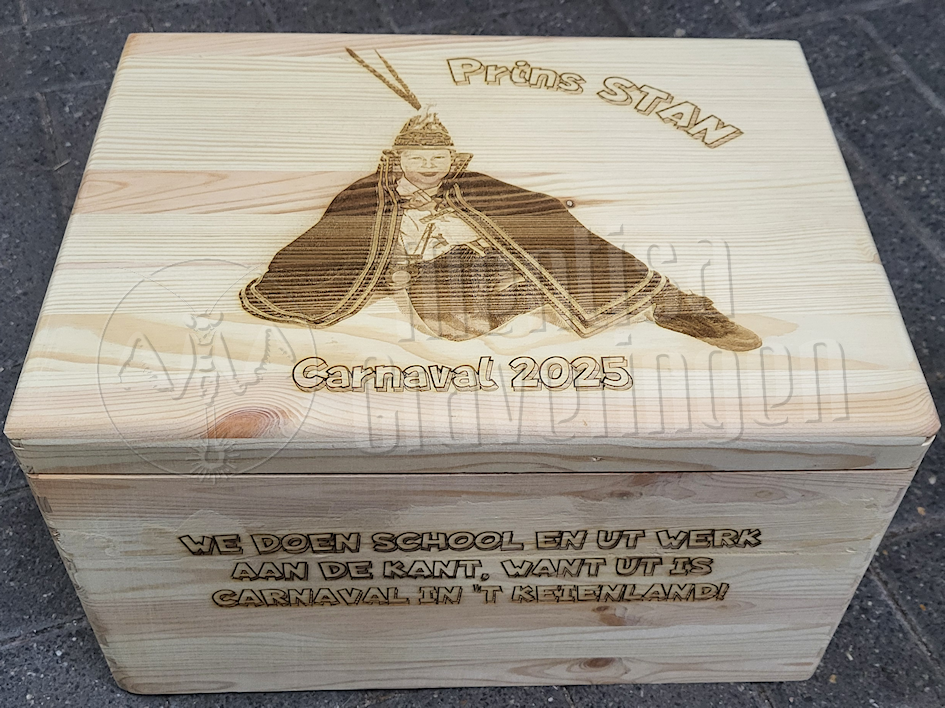 Prins STAN
Carnaval 2025
WE DOEN SCHOOL EN UT WERK
AAN DE KANT, WANT UT IS
CARNAVAL IN 'T KEIENLAND!
graveringen